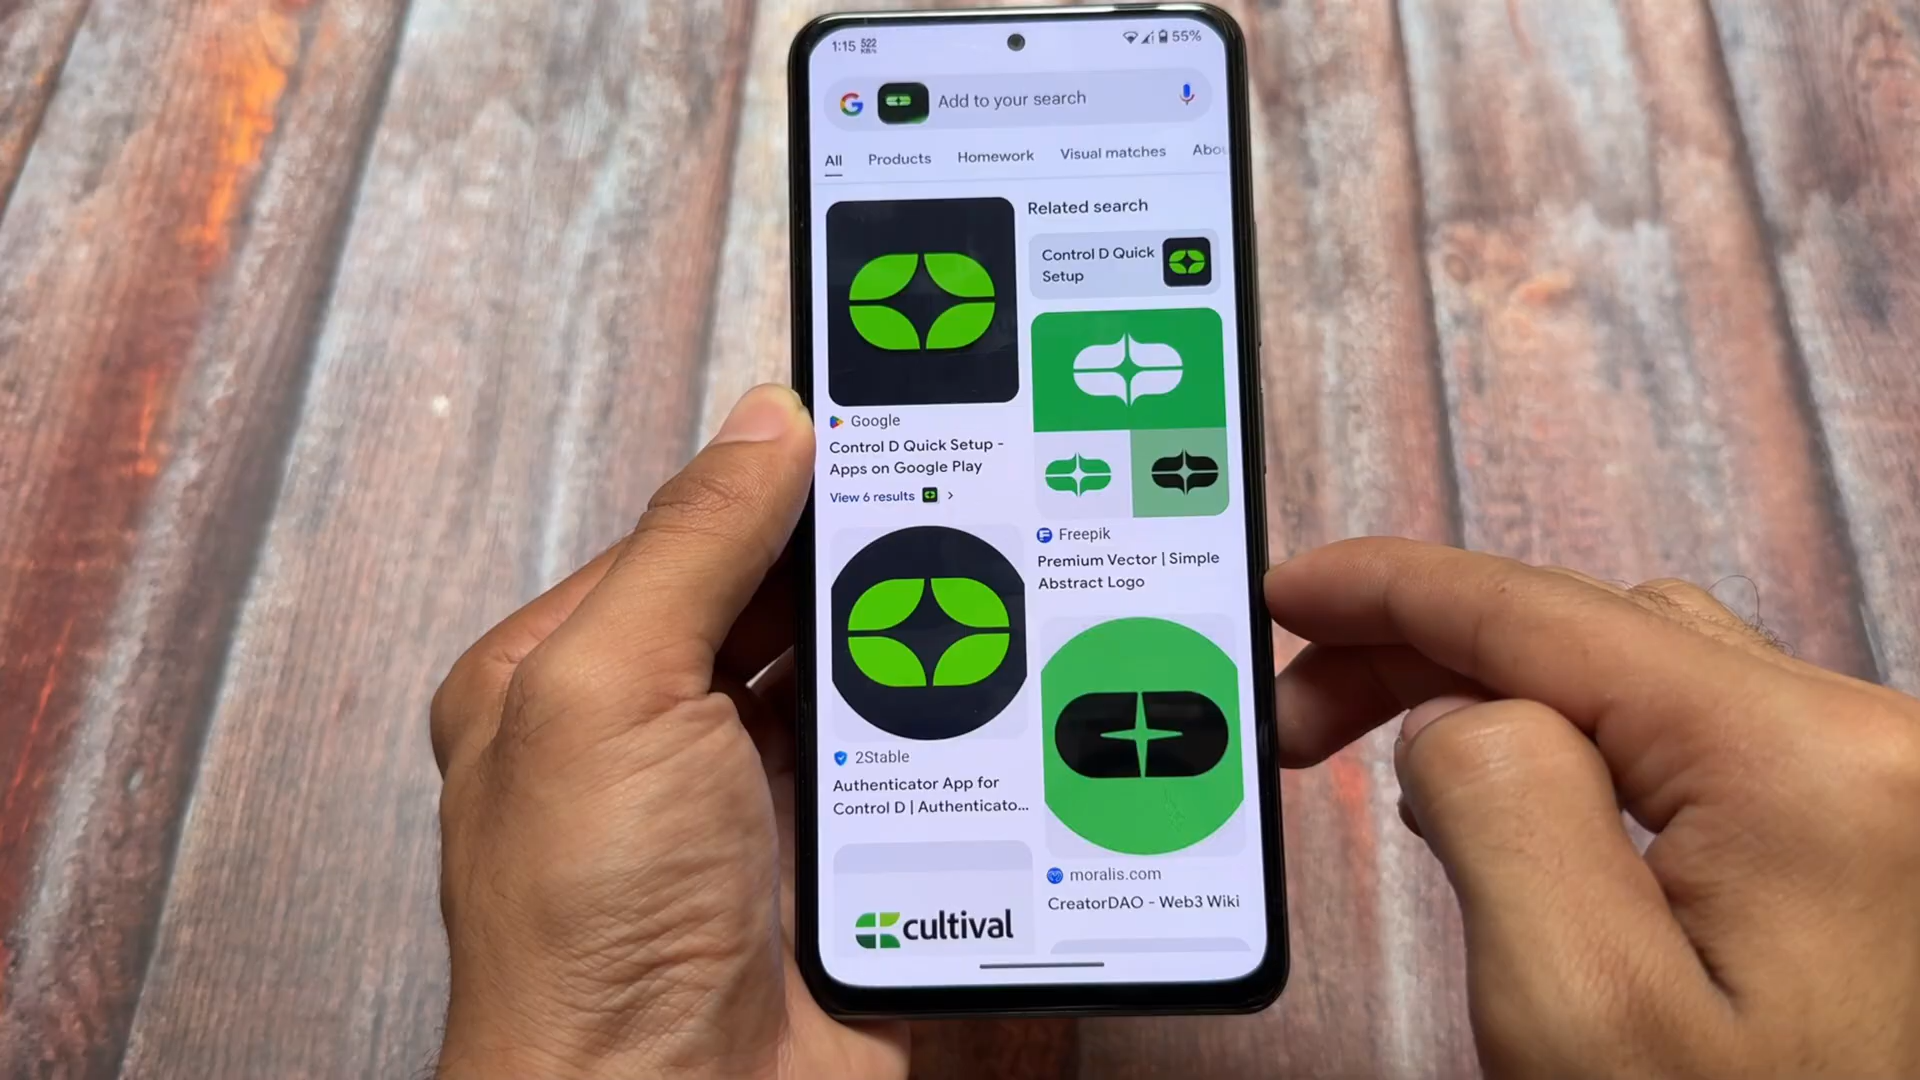 1:15 522 KB/s
55%
Add to your search
All Products Homework Visual matches Abou
Related search
Control D Quick
Setup
Google
Control D Quick Setup -
Apps on Google Play
View 6 results
Freepik
Premium Vector | Simple
Abstract Logo
2Stable
Authenticator App for
Control D | Authenticato...
moralis.com
CreatorDAO - Web3 Wiki
cultival